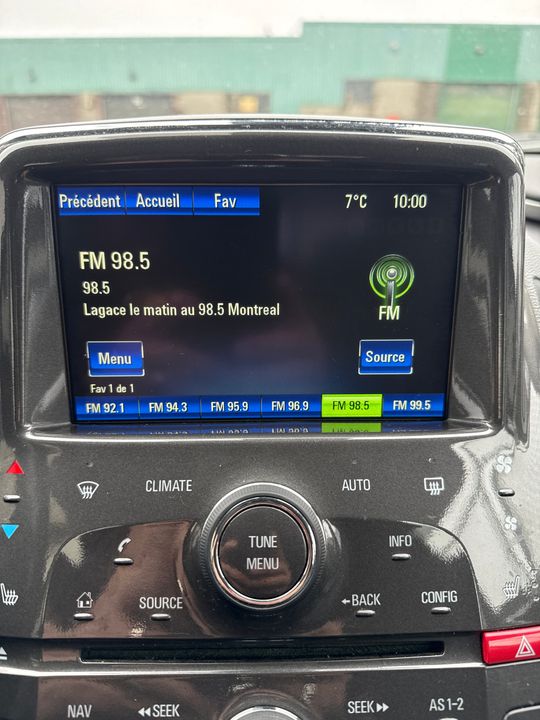 Précédent Accueil Fav 7°C 10:00
FM 98.5
98.5
Lagace le matin au 98.5 Montreal
FM
Menu Source
Fav 1 de 1
FM 92.1 FM 94.3 FM 95.9 FM 96.9 FM 98.5 FM 99.5
CLIMATE AUTO
TUNE
MENU
INFO
SOURCE BACK CONFIG
NAV SEEK SEEK AS 1-2